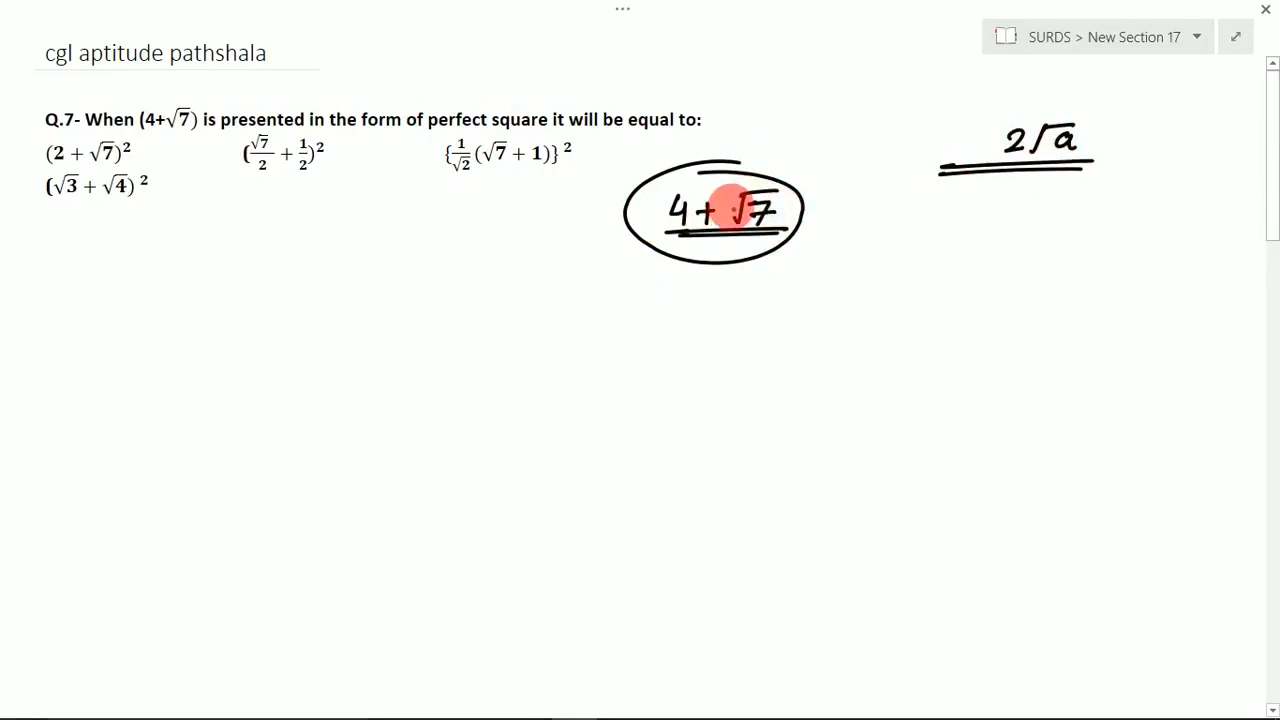 cgl aptitude pathshala
SURDS > New Section 17
Q.7- When (4+√7) is presented in the form of perfect square it will be equal to:
(2 + √7)² (√7/2 + 1/2)² {1/√2 (√7 + 1)} ²
(√3 + √4) ²
2√a
4+ √7